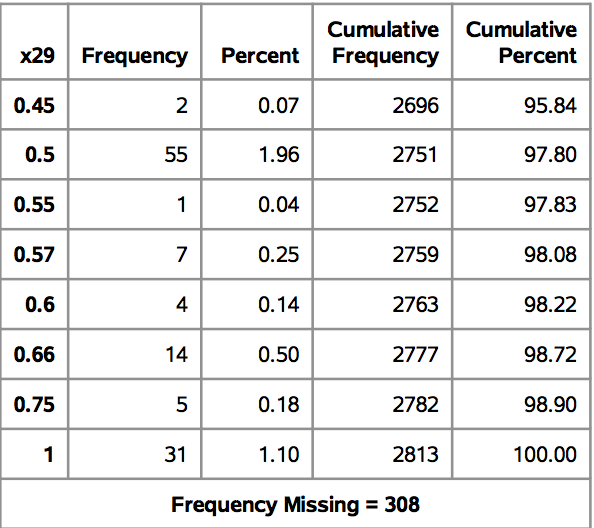 x29 Frequency Percent Cumulative Frequency Cumulative Percent
0.45 2 0.07 2696 95.84
0.5 55 1.96 2751 97.80
0.55 1 0.04 2752 97.83
0.57 7 0.25 2759 98.08
0.6 4 0.14 2763 98.22
0.66 14 0.50 2777 98.72
0.75 5 0.18 2782 98.90
1 31 1.10 2813 100.00
Frequency Missing = 308